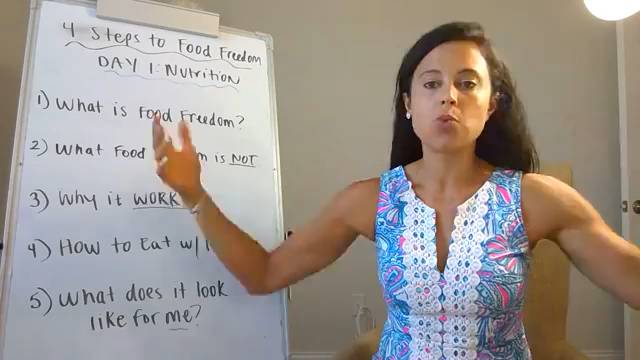 4 Steps to Food Freedom
DAY 1: Nutrition
1) What is Food Freedom?
2) What Food is NOT
3) Why it WORK
4) How to Eat w/
5) What does it look
like for me?